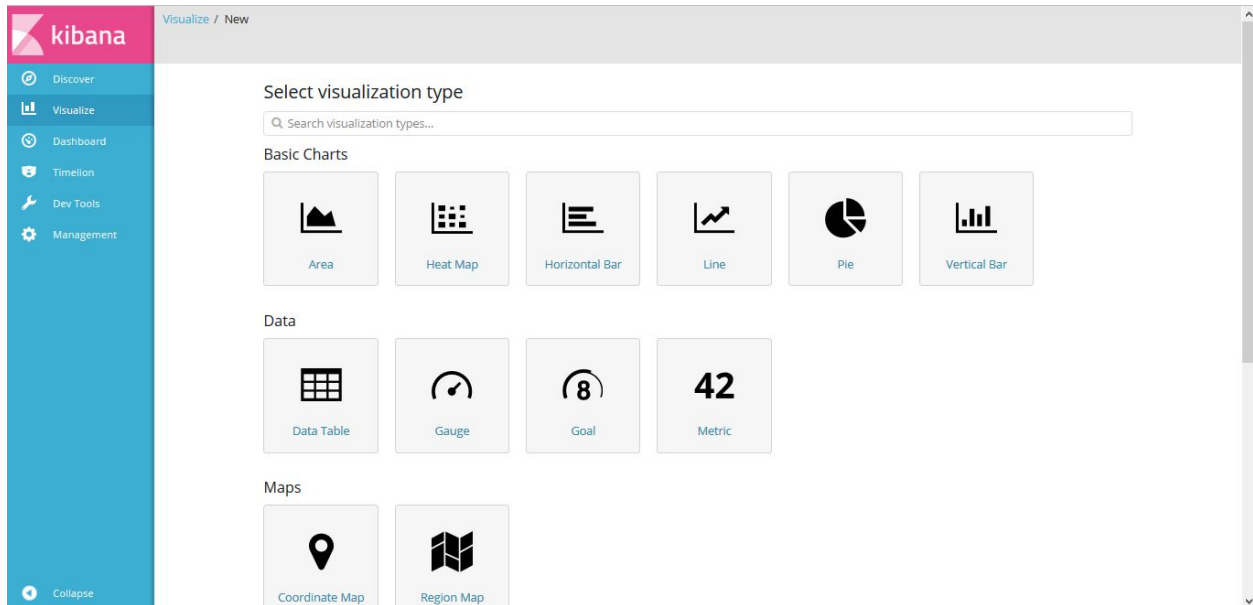 kibana
Visualize / New
Discover
Visualize
Dashboard
Timelion
Dev Tools
Management
Collapse
Select visualization type
Search visualization types...
Basic Charts
Area
Heat Map
Horizontal Bar
Line
Pie
Vertical Bar
Data
8
42
Data Table
Gauge
Goal
Metric
Maps
Coordinate Map
Region Map